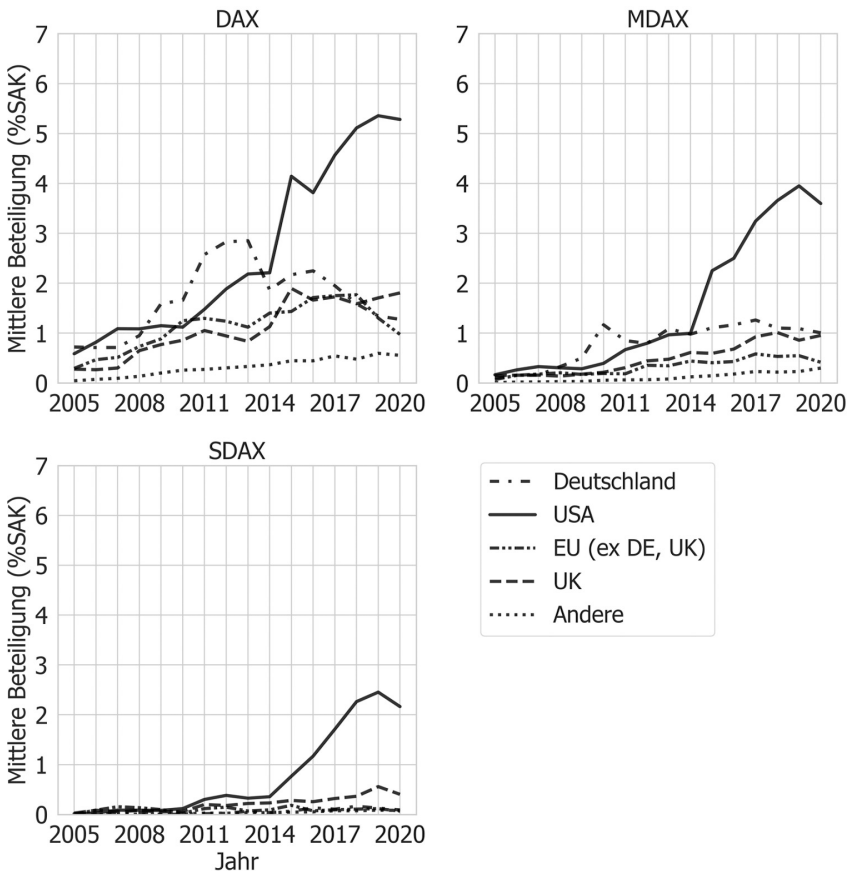 DAX
7
6
5
4
3
2
1
0
Mittlere Beteiligung (%SAK)
2005 2008 2011 2014 2017 2020
MDAX
7
6
5
4
3
2
1
0
2005 2008 2011 2014 2017 2020
SDAX
7
6
5
4
3
2
1
0
Mittlere Beteiligung (%SAK)
2005 2008 2011 2014 2017 2020
Jahr
Deutschland
USA
EU (ex DE, UK)
UK
Andere